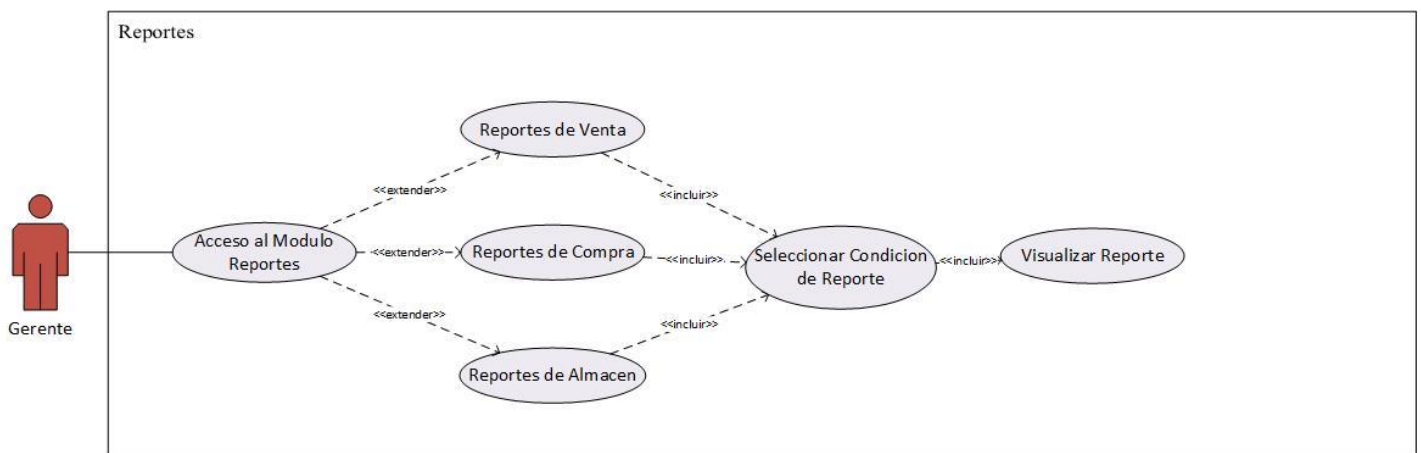 Reportes
Reportes de Venta
<<extender>>
<<incluir>>
Acceso al Modulo
Reportes
<<extender>>
Reportes de Compra
<<incluir>>
Seleccionar Condicion
de Reporte
<<incluir>>
Visualizar Reporte
<<extender>>
<<incluir>>
Gerente
Reportes de Almacen